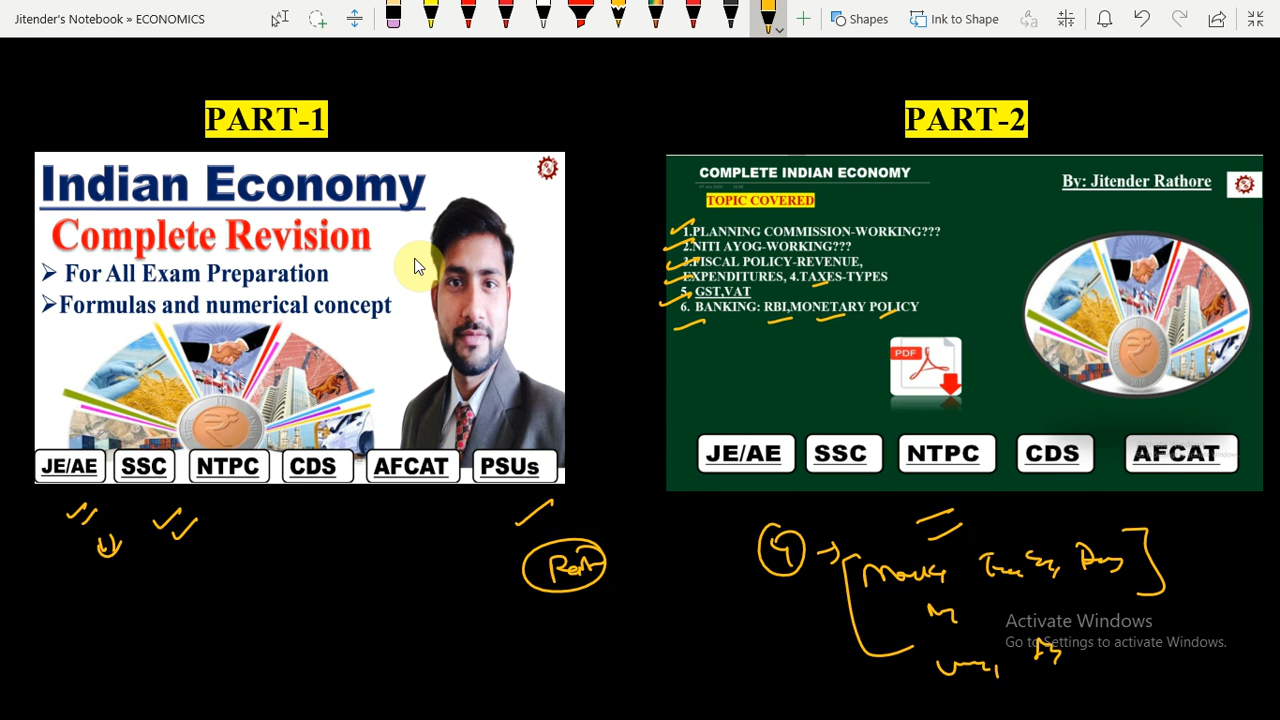 Jitender's Notebook » ECONOMICS
Shapes
Ink to Shape
PART-1
Indian Economy
Complete Revision
➢ For All Exam Preparation
➢Formulas and numerical concept
JE/AE SSC NTPC CDS AFCAT PSUs
PART-2
COMPLETE INDIAN ECONOMY
By: Jitender Rathore
TOPIC COVERED
1.PLANNING COMMISSION-WORKING???
2.NITI AYOG-WORKING???
3.FISCAL POLICY-REVENUE,
EXPENDITURES, 4.TAXES-TYPES
5. GST,VAT
6. BANKING: RBI,MONETARY POLICY
PDF
JE/AE SSC NTPC CDS AFCAT
Activate Windows
Go to Settings to activate Windows.